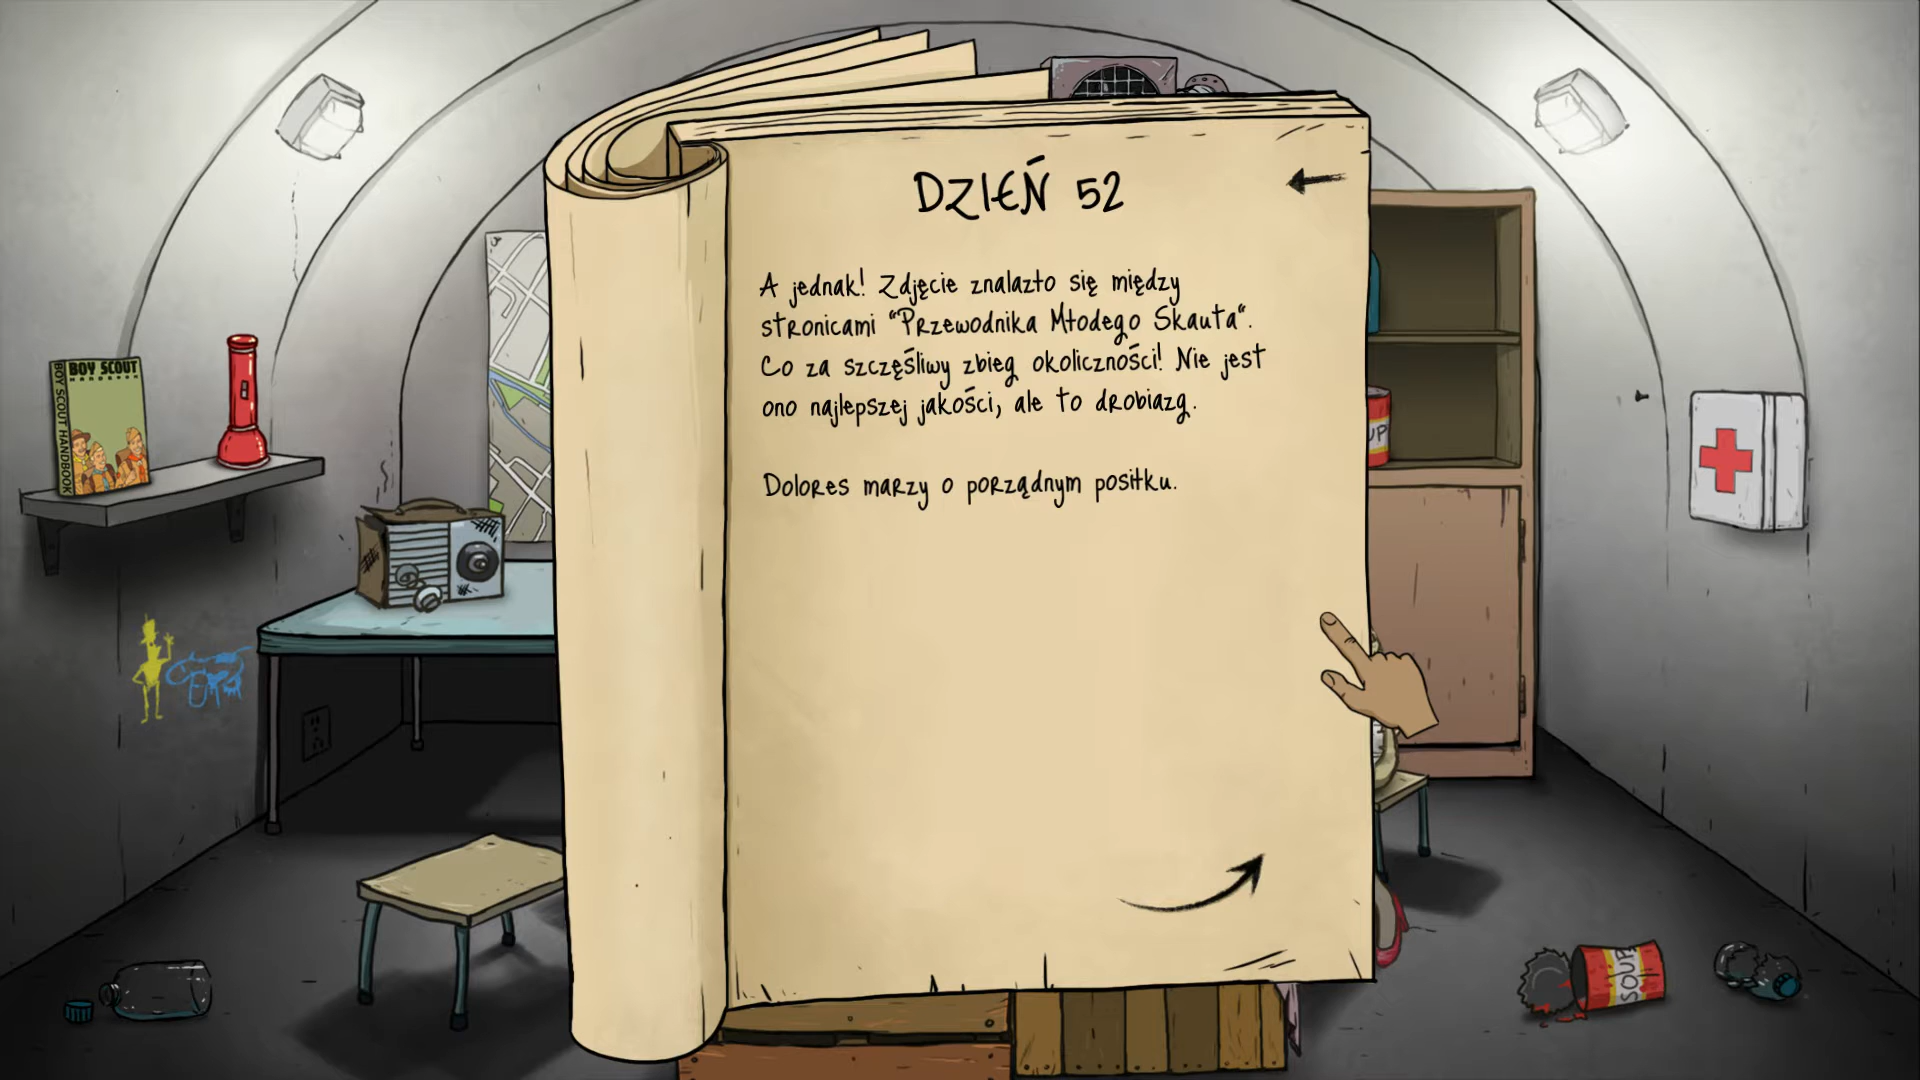 DZIEŃ 52
A jednak! Zdjęcie znalazło się między
stronicami "Przewodnika Młodego Skauta".
Co za szczęśliwy zbieg okoliczności! Nie jest
ono najlepszej jakości, ale to drobiazg.
Dolores marzy o porządnym posiłku.
BOY SCOUT
HANDBOOK
BOY SCOUT HANDBOOK
SOUP